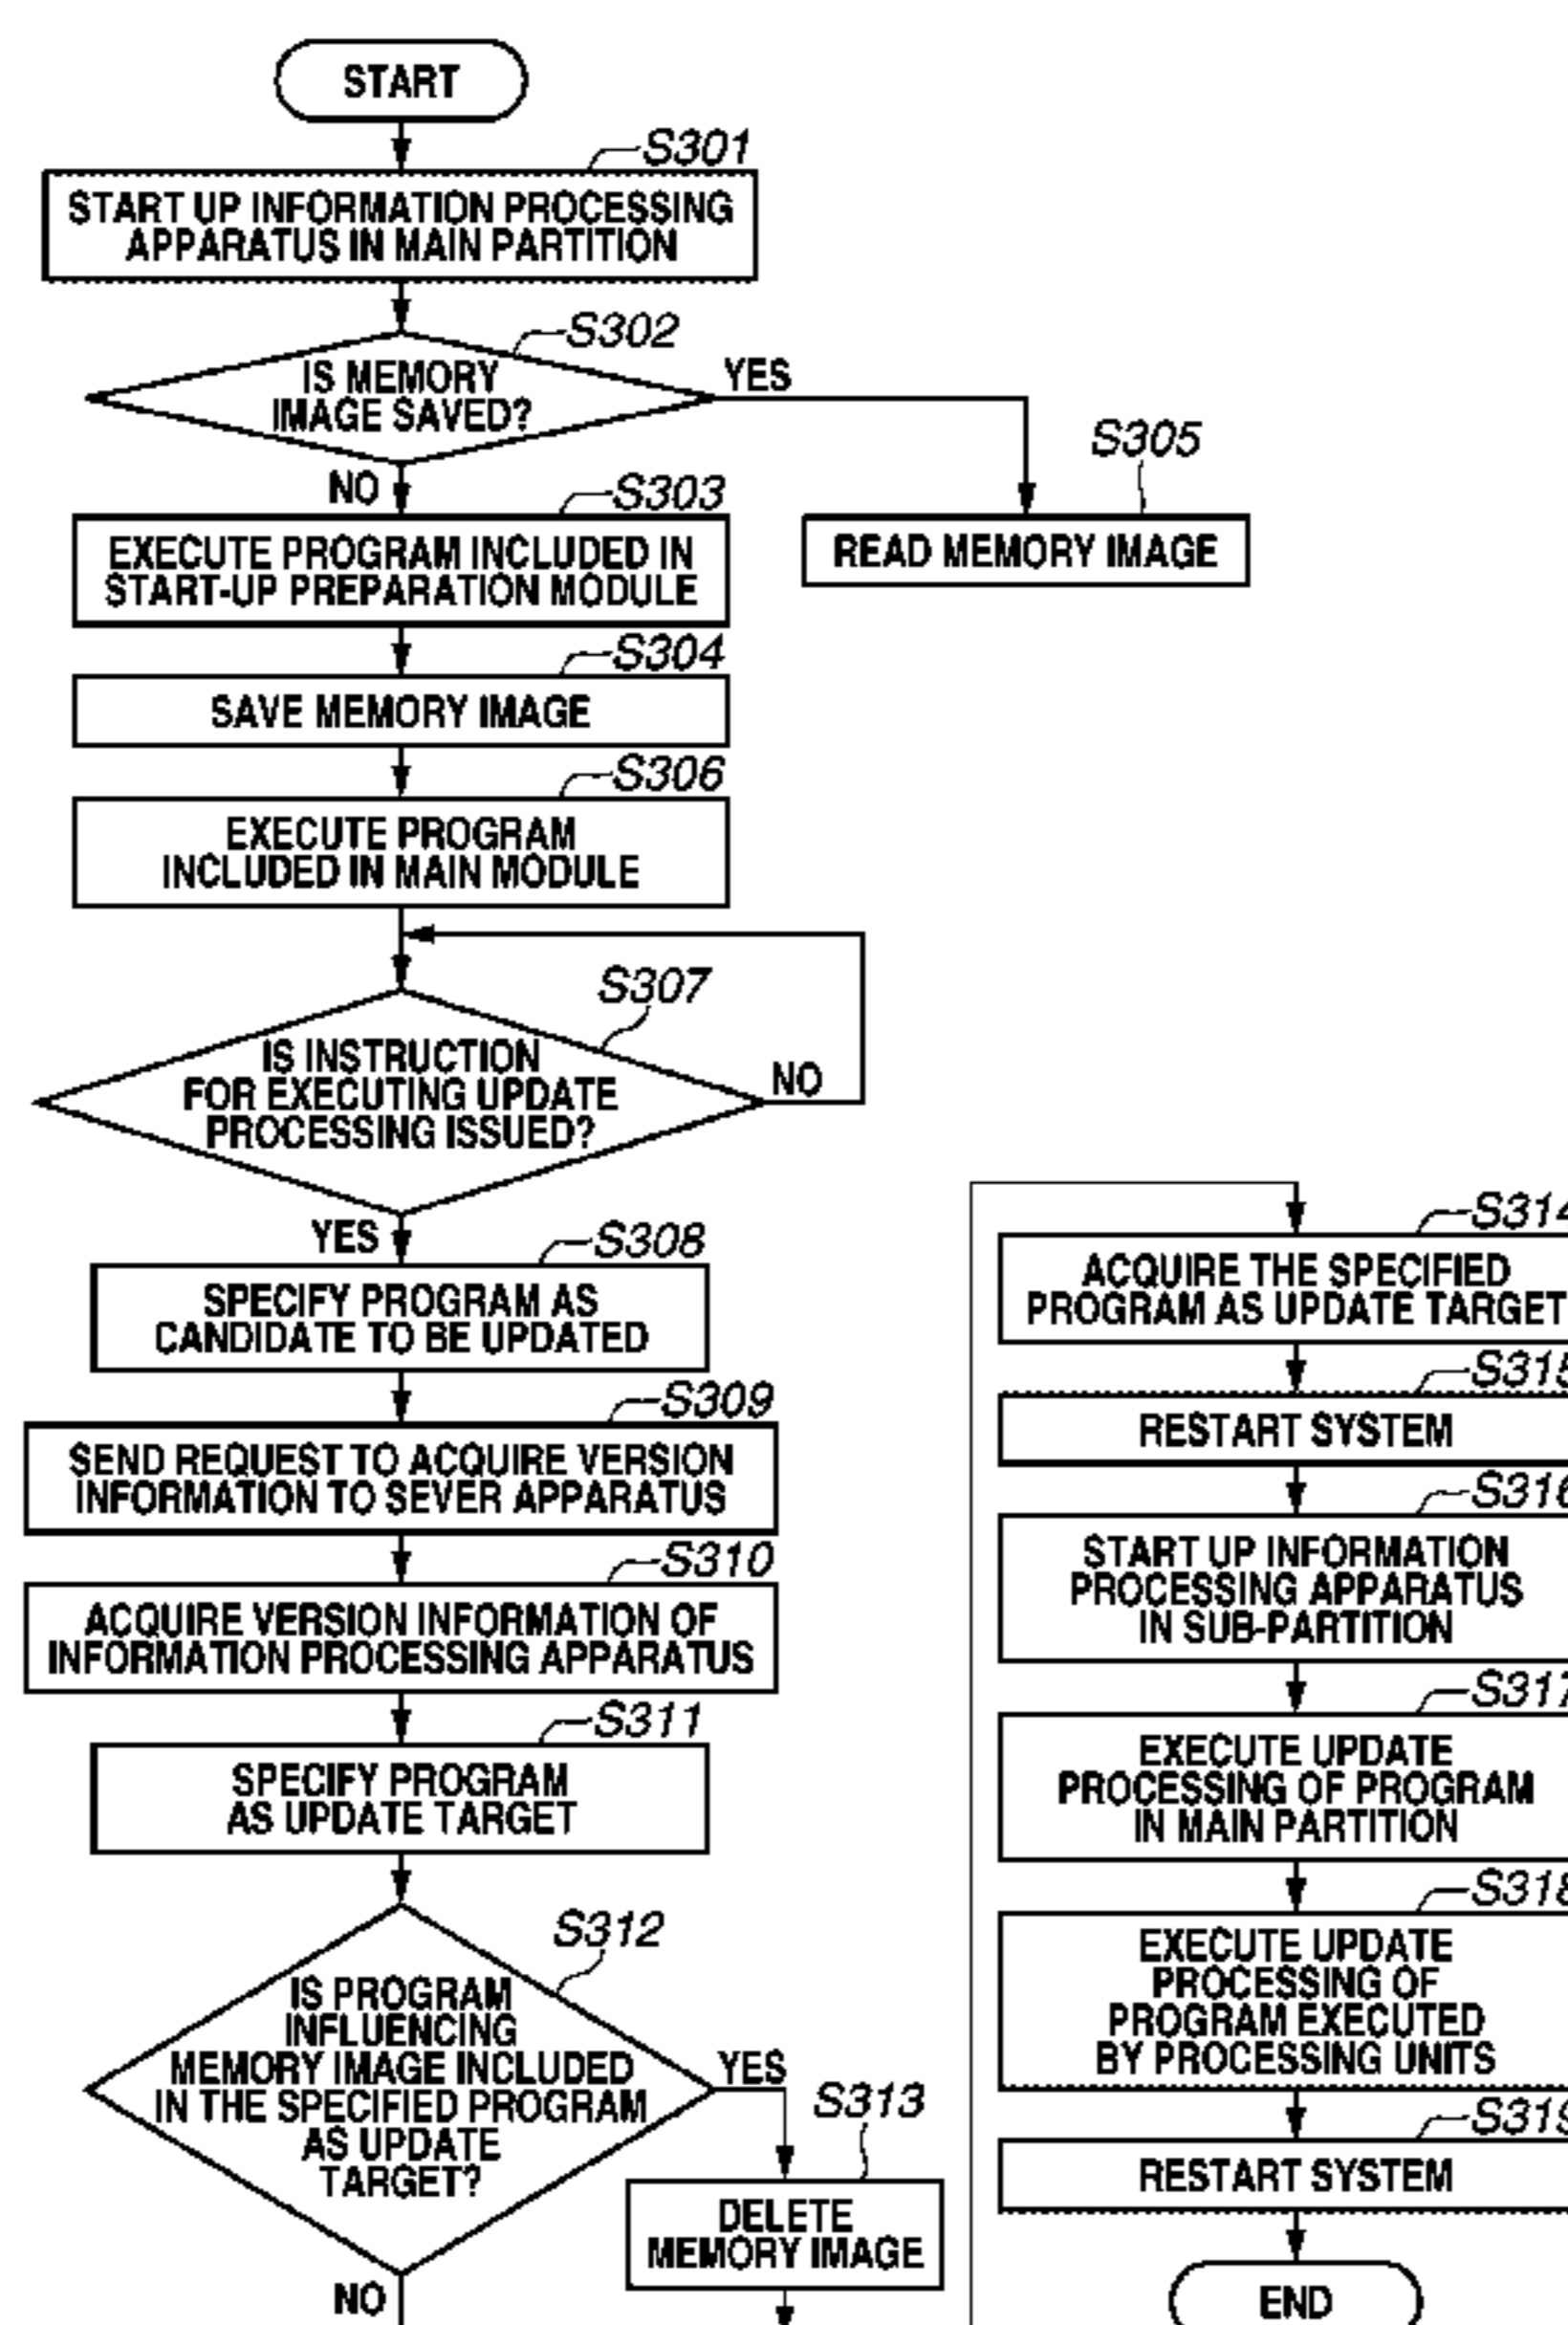 START
S301
START UP INFORMATION PROCESSING
APPARATUS IN MAIN PARTITION
S302
IS MEMORY
IMAGE SAVED?
YES
NO
S305
READ MEMORY IMAGE
S303
EXECUTE PROGRAM INCLUDED IN
START-UP PREPARATION MODULE
S304
SAVE MEMORY IMAGE
S306
EXECUTE PROGRAM
INCLUDED IN MAIN MODULE
S307
IS INSTRUCTION
FOR EXECUTING UPDATE
PROCESSING ISSUED?
NO
YES
S308
SPECIFY PROGRAM AS
CANDIDATE TO BE UPDATED
S309
SEND REQUEST TO ACQUIRE VERSION
INFORMATION TO SEVER APPARATUS
S310
ACQUIRE VERSION INFORMATION OF
INFORMATION PROCESSING APPARATUS
S311
SPECIFY PROGRAM
AS UPDATE TARGET
S312
IS PROGRAM
INFLUENCING
MEMORY IMAGE INCLUDED
IN THE SPECIFIED PROGRAM
AS UPDATE
TARGET?
YES
NO
S313
DELETE
MEMORY IMAGE
S314
ACQUIRE THE SPECIFIED
PROGRAM AS UPDATE TARGET
S315
RESTART SYSTEM
S316
START UP INFORMATION
PROCESSING APPARATUS
IN SUB-PARTITION
S317
EXECUTE UPDATE
PROCESSING OF PROGRAM
IN MAIN PARTITION
S318
EXECUTE UPDATE
PROCESSING OF
PROGRAM EXECUTED
BY PROCESSING UNITS
S319
RESTART SYSTEM
END